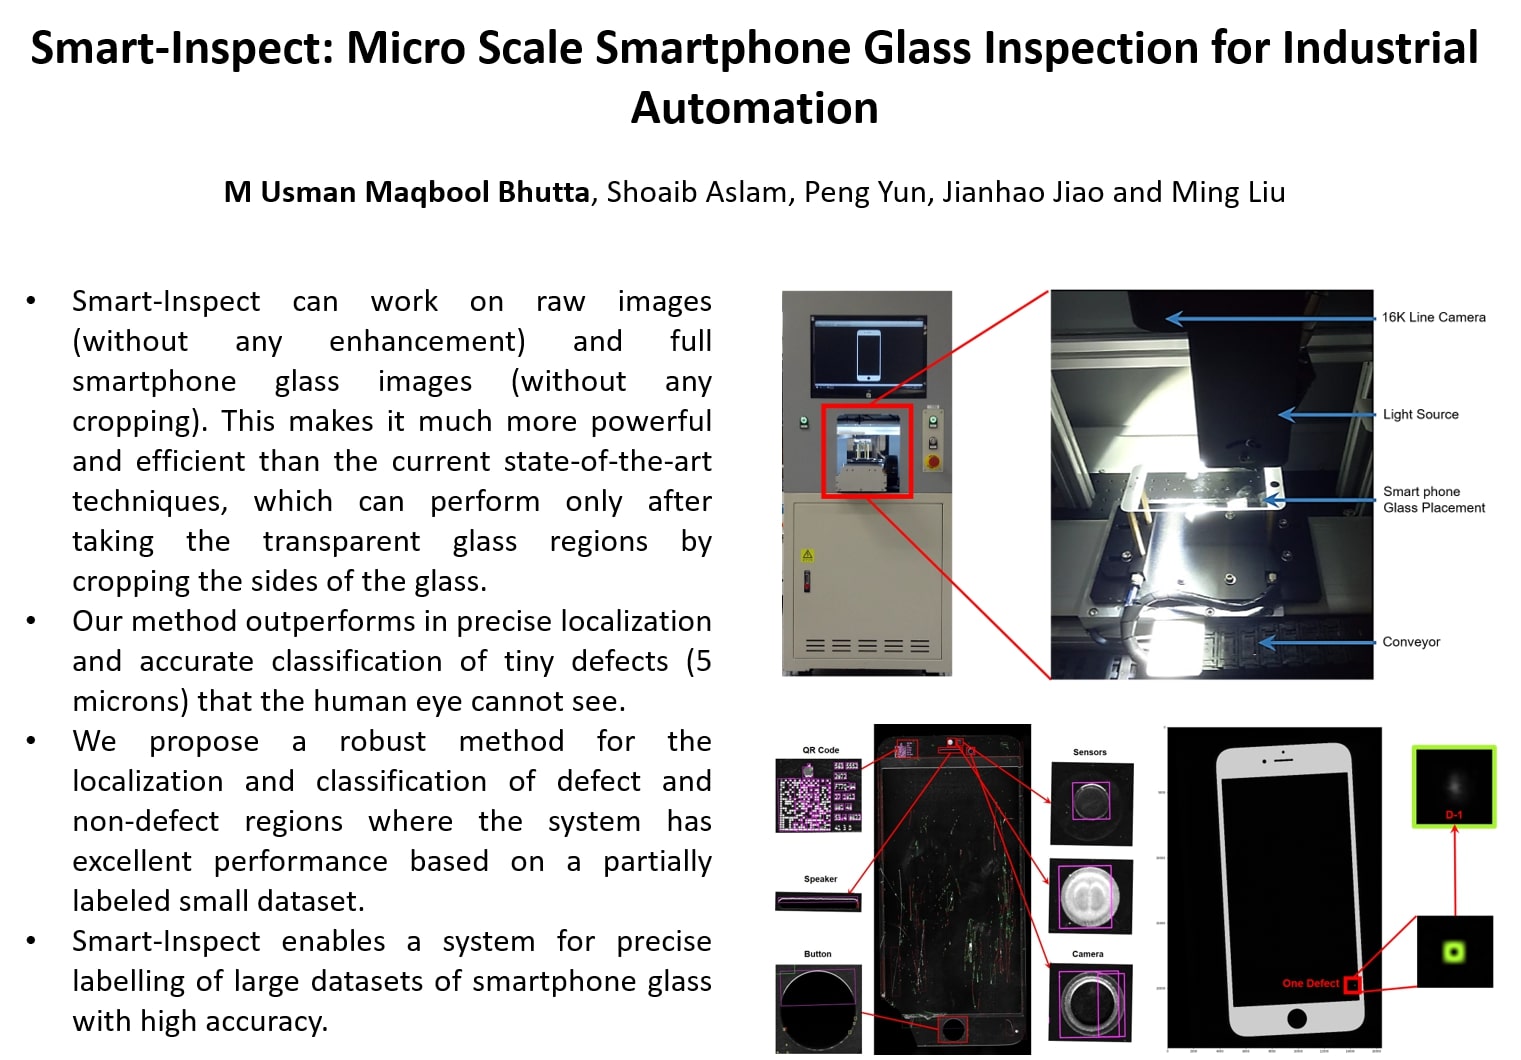 Smart-Inspect: Micro Scale Smartphone Glass Inspection for Industrial
Automation
M Usman Maqbool Bhutta, Shoaib Aslam, Peng Yun, Jianhao Jiao and Ming Liu
• Smart-Inspect can work on raw images
(without any enhancement) and full
smartphone glass images (without any
cropping). This makes it much more powerful
and efficient than the current state-of-the-art
techniques, which can perform only after
taking the transparent glass regions by
cropping the sides of the glass.
• Our method outperforms in precise localization
and accurate classification of tiny defects (5
microns) that the human eye cannot see.
• We propose a robust method for the
localization and classification of defect and
non-defect regions where the system has
excellent performance based on a partially
labeled small dataset.
• Smart-Inspect enables a system for precise
labelling of large datasets of smartphone glass
with high accuracy.
16K Line Camera
Light Source
Smart phone
Glass Placement
Conveyor
QR Code
Speaker
Button
Sensors
Camera
One Defect
D-1